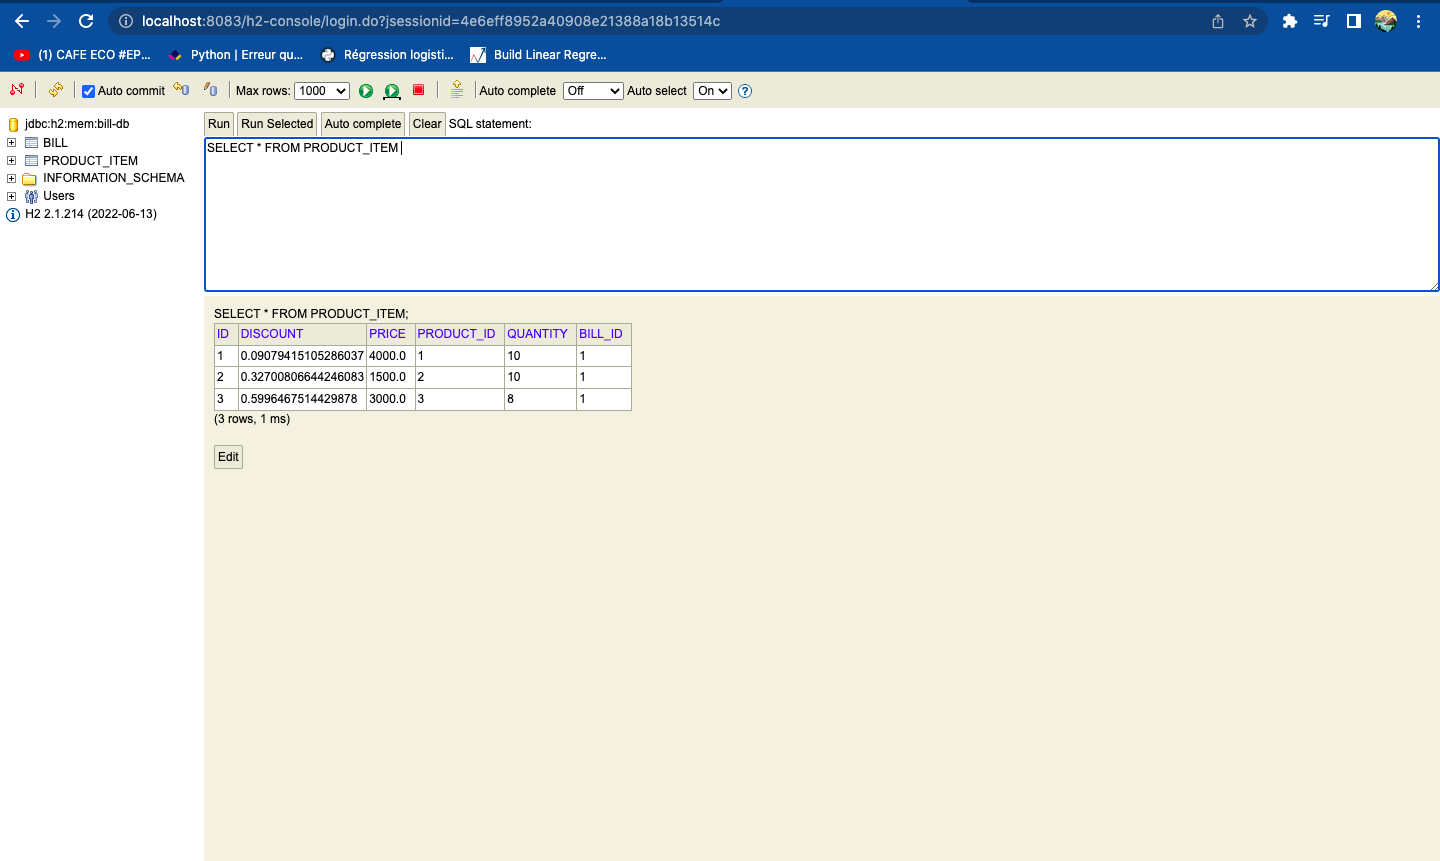 localhost:8083/h2-console/login.do?jsessionid=4e6eff8952a40908e21388a18b13514c
(1) CAFE ECO #EP... Python | Erreur qu... Régression logisti... Build Linear Regre...
Auto commit Max rows: 1000 Auto complete Off Auto select On ?
jdbc:h2:mem:bill-db
BILL
PRODUCT_ITEM
INFORMATION_SCHEMA
Users
H2 2.1.214 (2022-06-13)
Run Run Selected Auto complete Clear SQL statement:
SELECT * FROM PRODUCT_ITEM
SELECT * FROM PRODUCT_ITEM;
ID DISCOUNT PRICE PRODUCT_ID QUANTITY BILL_ID
1 0.09079415105286037 4000.0 1 10 1
2 0.32700806644246083 1500.0 2 10 1
3 0.5996467514429878 3000.0 3 8 1
(3 rows, 1 ms)
Edit